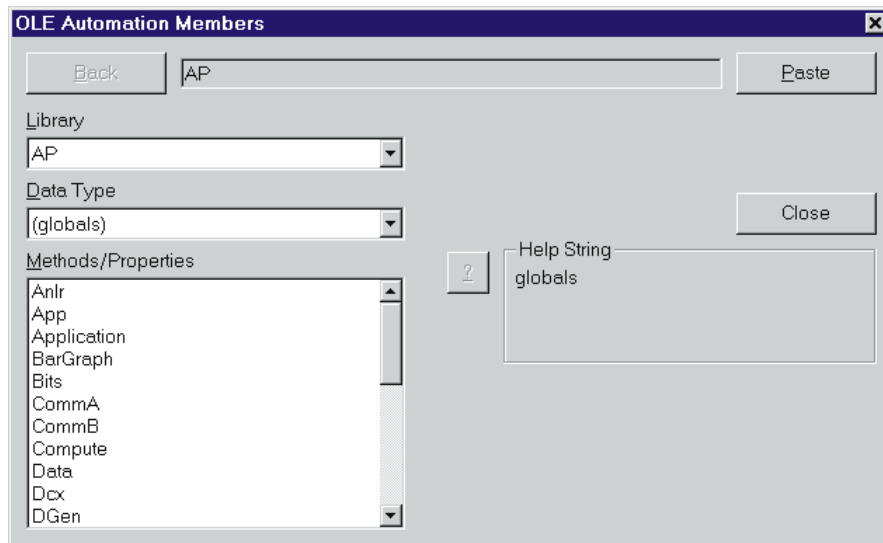 OLE Automation Members
Back
AP
Paste
Library
AP
Data Type
(globals)
Close
Methods/Properties
?
Help String
globals
Anlr
App
Application
BarGraph
Bits
CommA
CommB
Compute
Data
Dcx
DGen